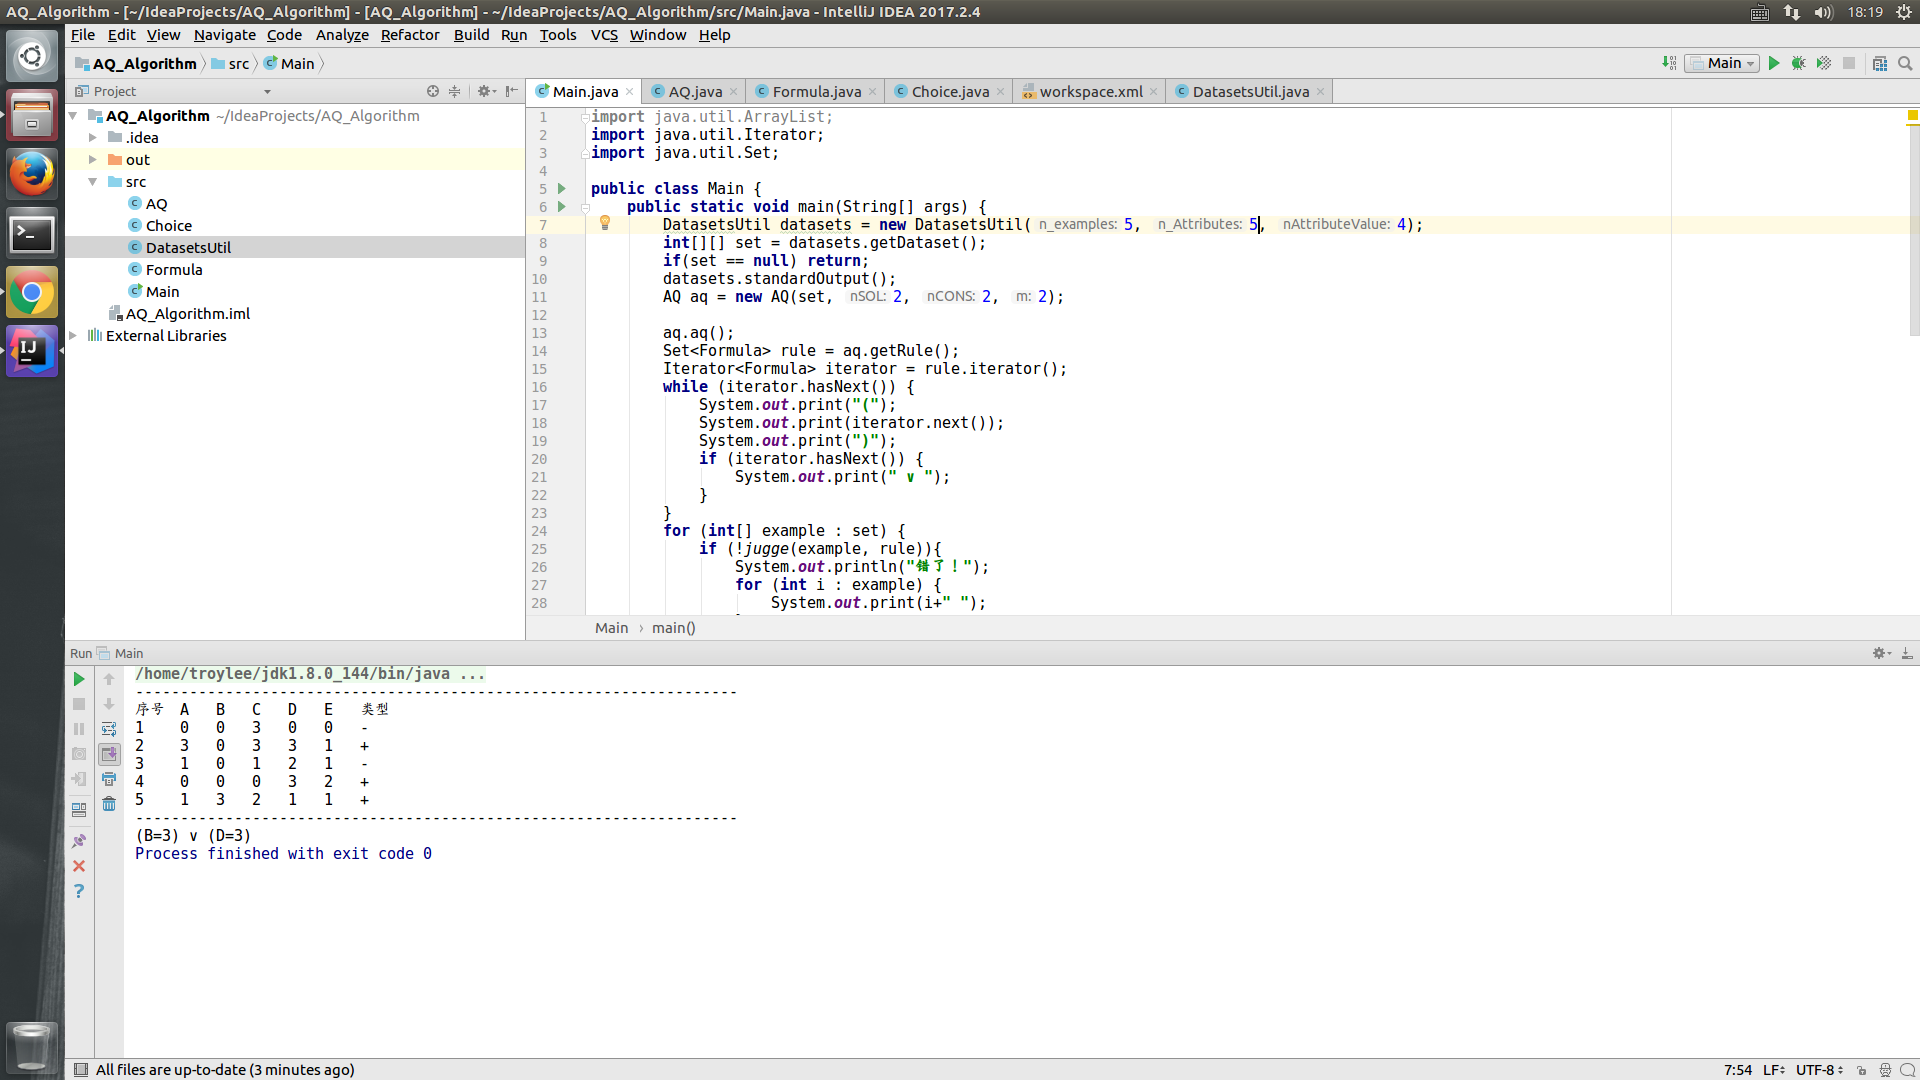 AQ_Algorithm - [~/IdeaProjects/AQ_Algorithm] - [AQ_Algorithm] - ~/IdeaProjects/AQ_Algorithm/src/Main.java - IntelliJ IDEA 2017.2.4
18:19
File Edit View Navigate Code Analyze Refactor Build Run Tools VCS Window Help
AQ_Algorithm src Main
Main
Project
Main.java AQ.java Formula.java Choice.java workspace.xml DatasetsUtil.java
AQ_Algorithm ~/IdeaProjects/AQ_Algorithm
.idea
out
src
AQ
Choice
DatasetsUtil
Formula
Main
AQ_Algorithm.iml
External Libraries
1 import java.util.ArrayList;
2 import java.util.Iterator;
3 import java.util.Set;
4
5 public class Main {
6 public static void main(String[] args) {
7 DatasetsUtil datasets = new DatasetsUtil( n_examples: 5, n_Attributes: 5, nAttributeValue: 4);
8 int[][] set = datasets.getDataset();
9 if(set == null) return;
10 datasets.standardOutput();
11 AQ aq = new AQ(set, nSOL: 2, nCONS: 2, m: 2);
12
13 aq.aq();
14 Set<Formula> rule = aq.getRule();
15 Iterator<Formula> iterator = rule.iterator();
16 while (iterator.hasNext()) {
17 System.out.print("(");
18 System.out.print(iterator.next());
19 System.out.print(")");
20 if (iterator.hasNext()) {
21 System.out.print(" ∨ ");
22 }
23 }
24 for (int[] example : set) {
25 if (!jugge(example, rule)){
26 System.out.println("错了！");
27 for (int i : example) {
28 System.out.print(i+" ");
Main › main()
Run Main
/home/troylee/jdk1.8.0_144/bin/java ...
-------------------------------------------------------------------
序号 A B C D E 类型
1 0 0 3 0 0 -
2 3 0 3 3 1 +
3 1 0 1 2 1 -
4 0 0 0 3 2 +
5 1 3 2 1 1 +
-------------------------------------------------------------------
(B=3) ∨ (D=3)
Process finished with exit code 0
All files are up-to-date (3 minutes ago)
7:54 LF UTF-8